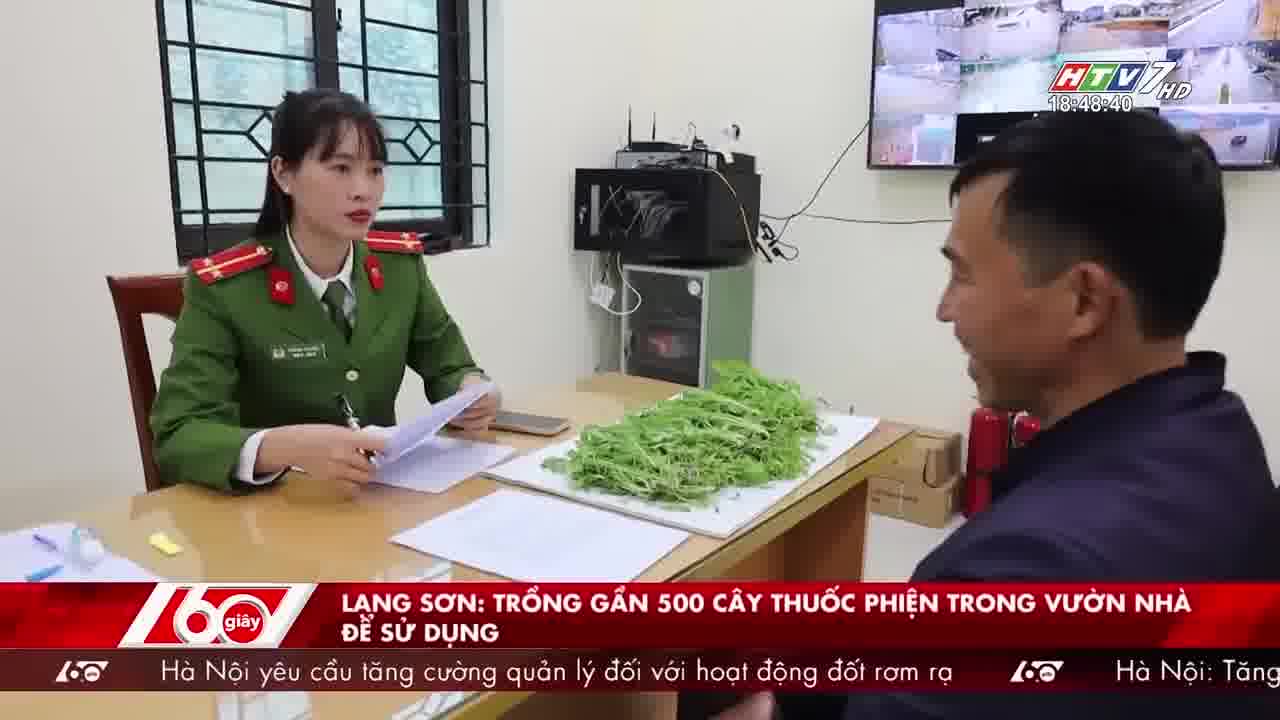 HTV7 HD
18:48:40
60 giây
LẠNG SƠN: TRỒNG GẦN 500 CÂY THUỐC PHIỆN TRONG VƯỜN NHÀ
ĐỂ SỬ DỤNG
Hà Nội yêu cầu tăng cường quản lý đối với hoạt động đốt rơm rạ
Hà Nội: Tăng